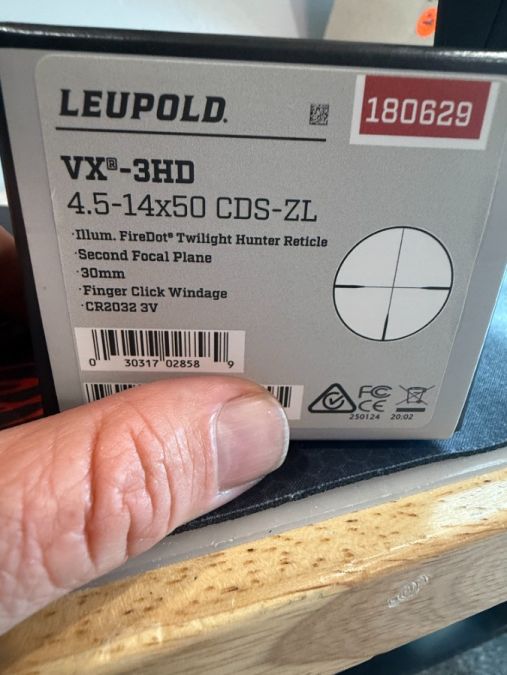 LEUPOLD.
180629
VX®-3HD
4.5-14x50 CDS-ZL
·Illum. FireDot® Twilight Hunter Reticle
·Second Focal Plane
·30mm
·Finger Click Windage
·CR2032 3V
0 30317 02858 9
FC
CE
250124 20:02